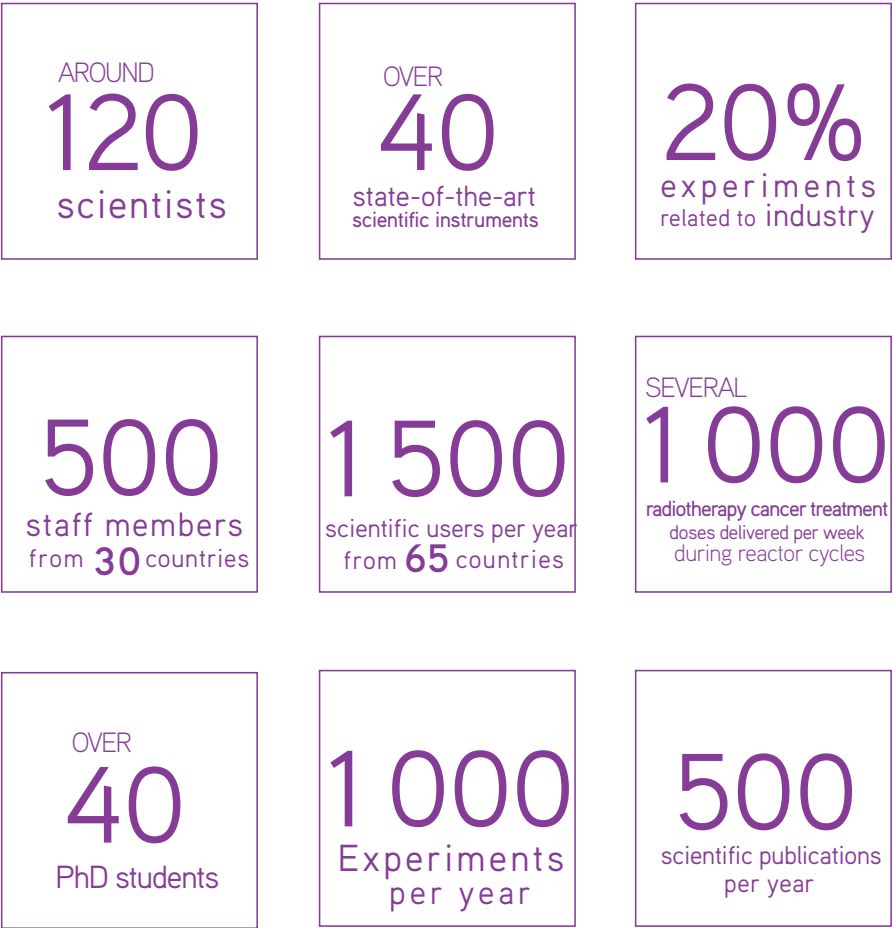 AROUND
120
scientists
OVER
40
state-of-the-art
scientific instruments
20%
experiments
related to industry
500
staff members
from 30 countries
1 500
scientific users per year
from 65 countries
SEVERAL
1 000
radiotherapy cancer treatment
doses delivered per week
during reactor cycles
OVER
40
PhD students
1 000
Experiments
per year
500
scientific publications
per year